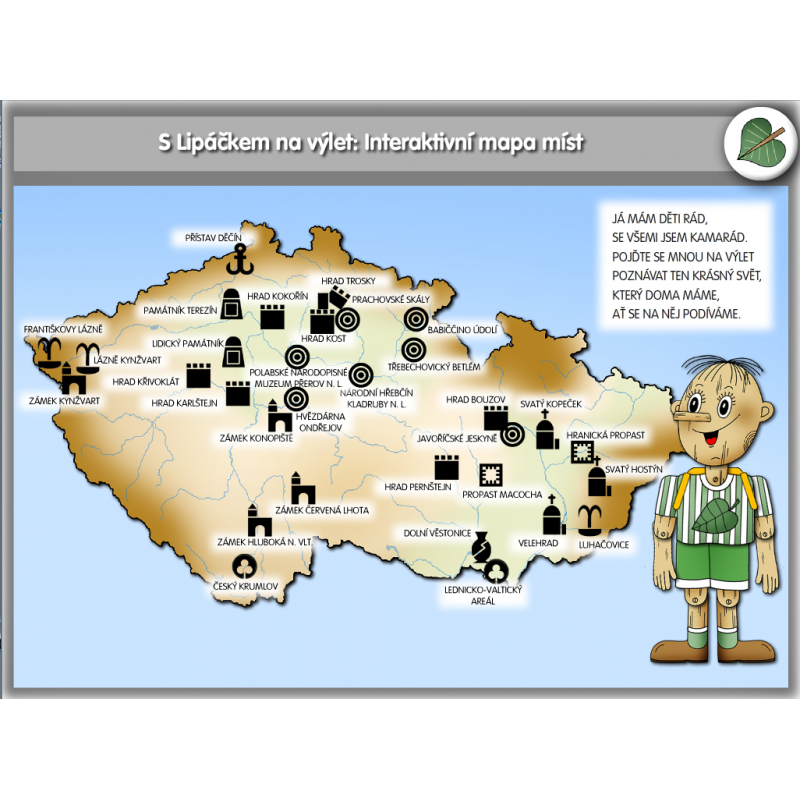 S Lipáčkem na výlet: Interaktivní mapa míst
JÁ MÁM DĚTI RÁD,
SE VŠEMI JSEM KAMARÁD.
POJĎTE SE MNOU NA VÝLET
POZNÁVAT TEN KRÁSNÝ SVĚT,
KTERÝ DOMA MÁME,
AŤ SE NA NĚJ PODÍVÁME.
PŘÍSTAV DĚČÍN
HRAD TROSKY
HRAD KOKOŘÍN
PRACHOVSKÉ SKÁLY
PAMÁTNÍK TEREZÍN
FRANTIŠKOVY LÁZNĚ
BABIČČINO ÚDOLÍ
HRAD KOST
LIDICKÝ PAMÁTNÍK
LÁZNĚ KYNŽVART
TŘEBECHOVICKÝ BETLÉM
POLABSKÉ NÁRODOPISNÉ
MUZEUM PŘEROV N. L.
HRAD KŘIVOKLÁT
NÁRODNÍ HŘEBČÍN
KLADRUBY N. L.
ZÁMEK KYNŽVART
HRAD KARLŠTEJN
HRAD BOUZOV
SVATÝ KOPEČEK
HVĚZDÁRNA
ONDŘEJOV
ZÁMEK KONOPIŠTĚ
JAVOŘÍČSKÉ JESKYNĚ
HRANICKÁ PROPAST
SVATÝ HOSTÝN
HRAD PERNŠTEJN
PROPAST MACOCHA
ZÁMEK ČERVENÁ LHOTA
DOLNÍ VĚSTONICE
ZÁMEK HLUBOKÁ N. VLT.
VELEHRAD
LUHAČOVICE
ČESKÝ KRUMLOV
LEDNICKO-VALTICKÝ
AREÁL